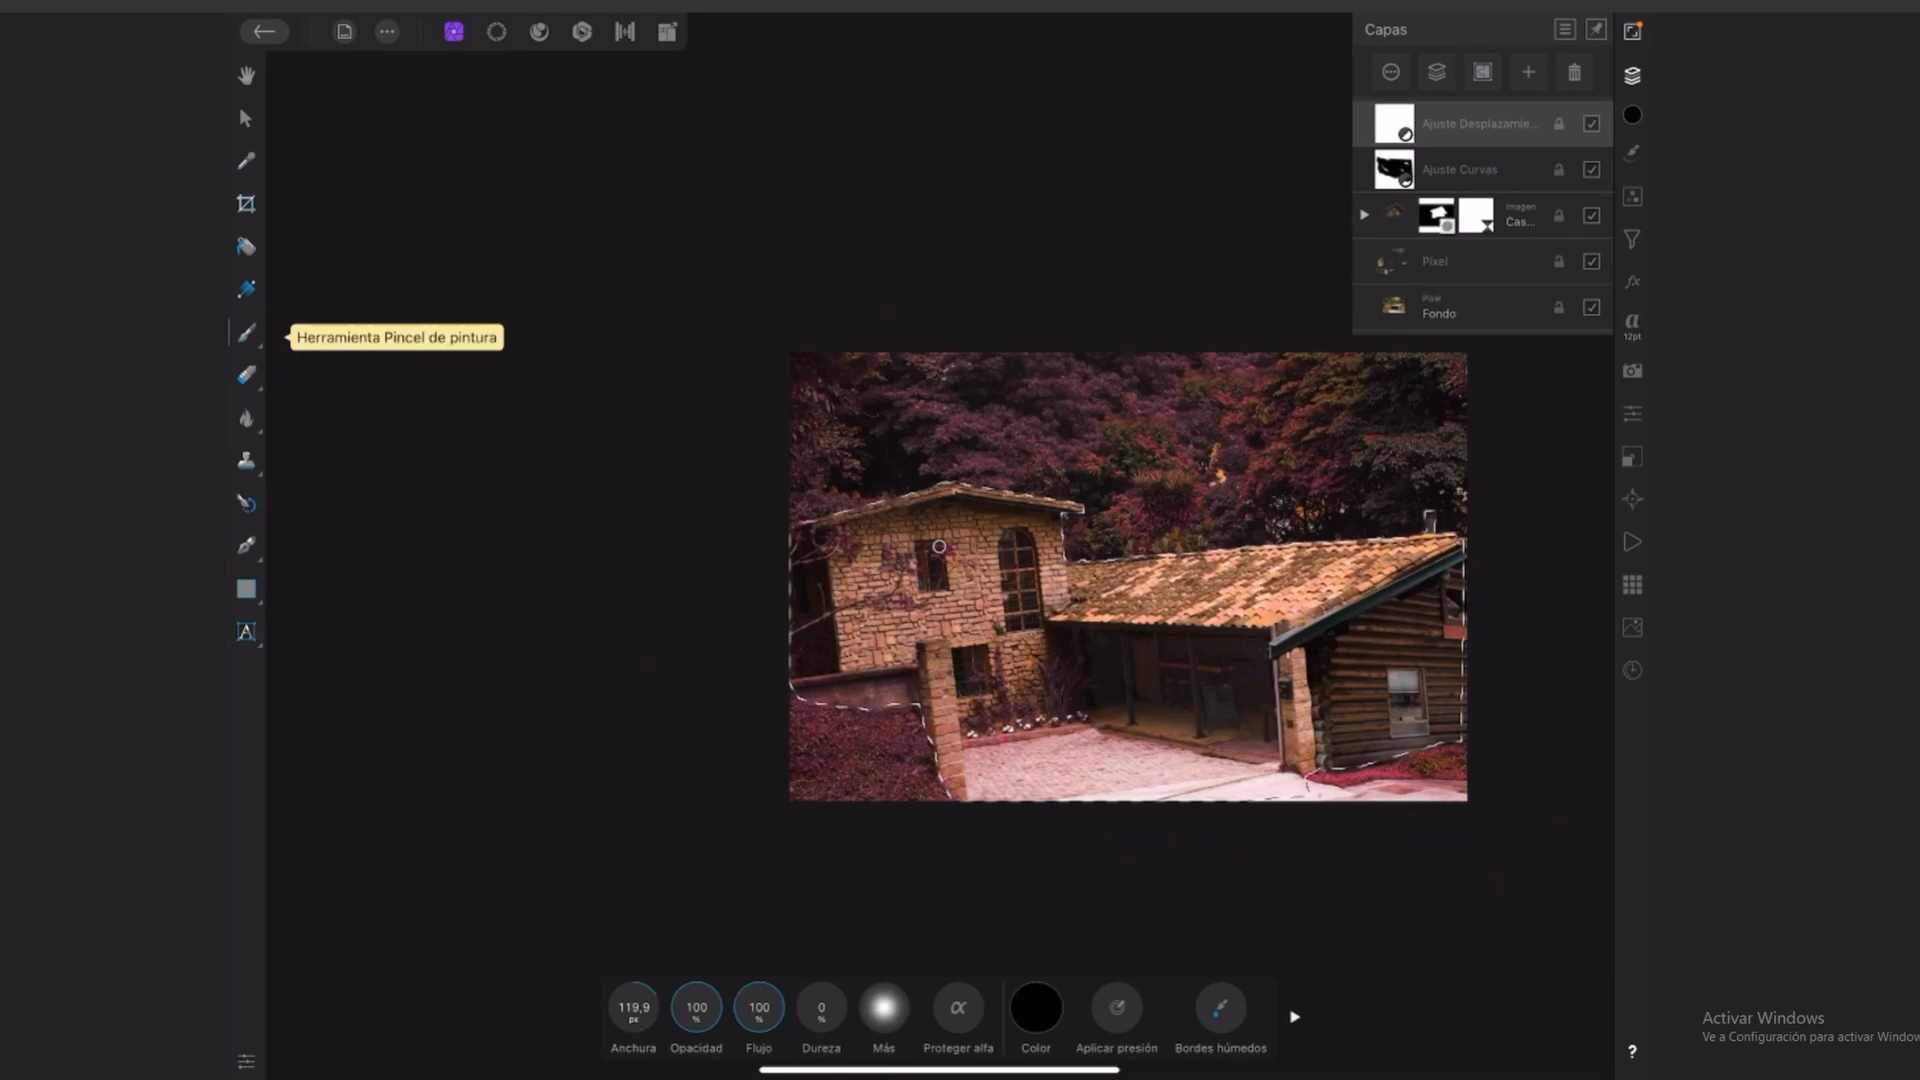 Capas
Ajuste Desplazamie...
Ajuste Curvas
Imagen
Cas...
Píxel
Píxel
Fondo
12pt
Herramienta Pincel de pintura
119,9
px
100
%
100
%
0
%
Anchura
Opacidad
Flujo
Dureza
Más
Proteger alfa
Color
Aplicar presión
Bordes húmedos
Activar Windows
Ve a Configuración para activar Window